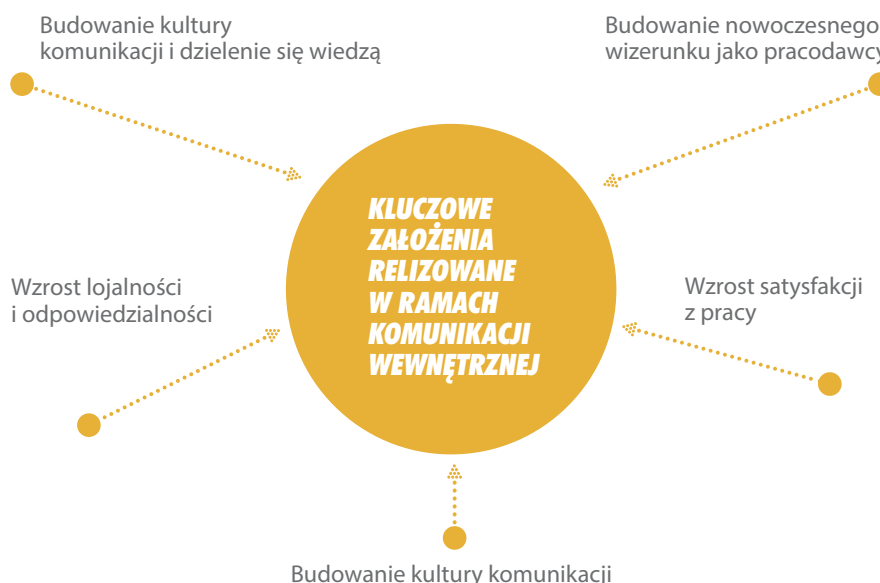 Budowanie kultury
komunikacji i dzielenie się wiedzą
Budowanie nowoczesnego
wizerunku jako pracodawcy
KLUCZOWE
ZAŁOŻENIA
RELIZOWANE
W RAMACH
KOMUNIKACJI
WEWNĘTRZNEJ
Wzrost lojalności
i odpowiedzialności
Wzrost satysfakcji
z pracy
Budowanie kultury komunikacji